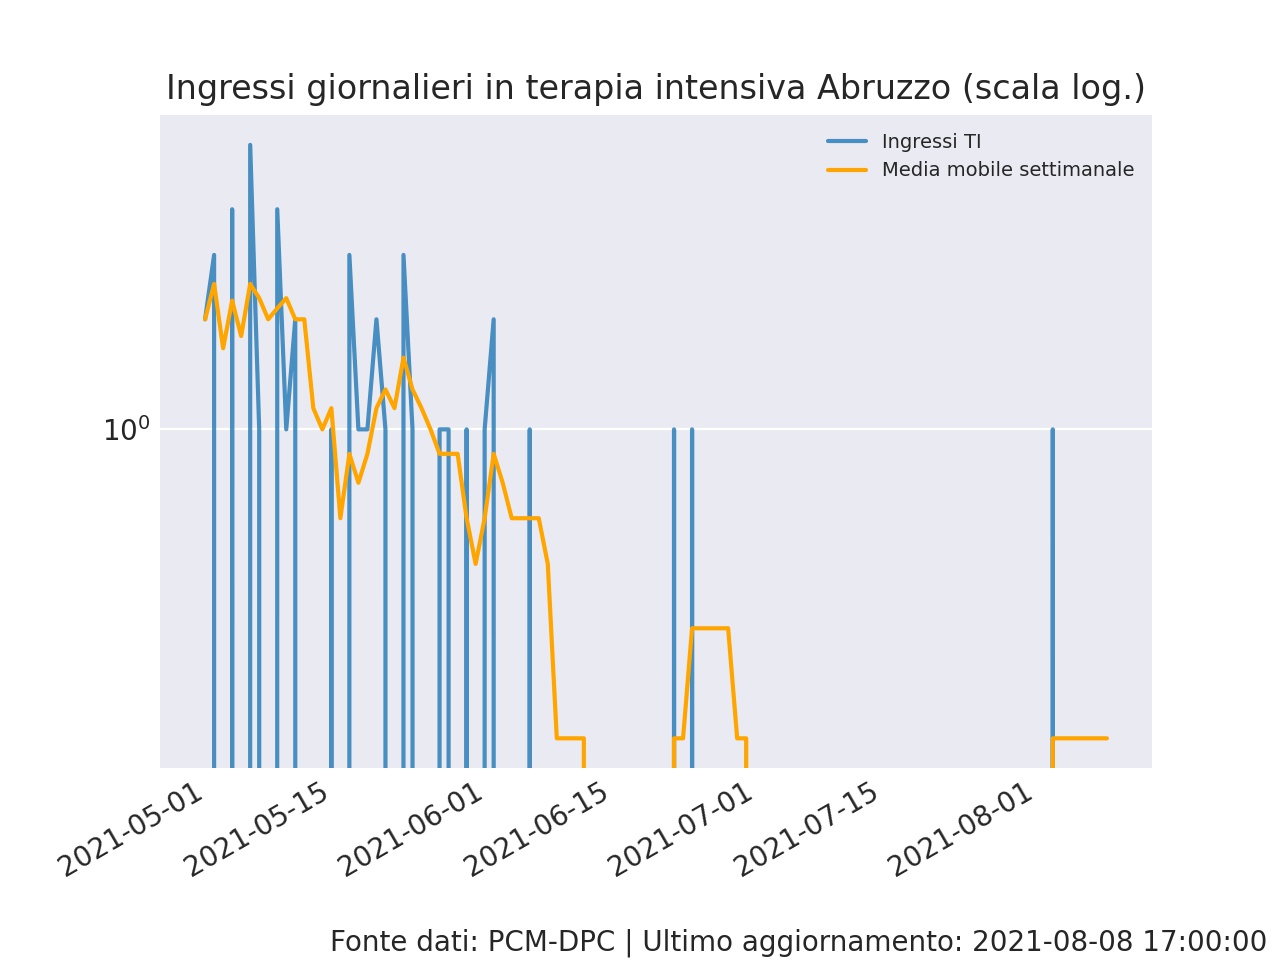 Ingressi giornalieri in terapia intensiva Abruzzo (scala log.)
Ingressi TI
Media mobile settimanale
10⁰
2021-05-01
2021-05-15
2021-06-01
2021-06-15
2021-07-01
2021-07-15
2021-08-01
Fonte dati: PCM-DPC | Ultimo aggiornamento: 2021-08-08 17:00:00